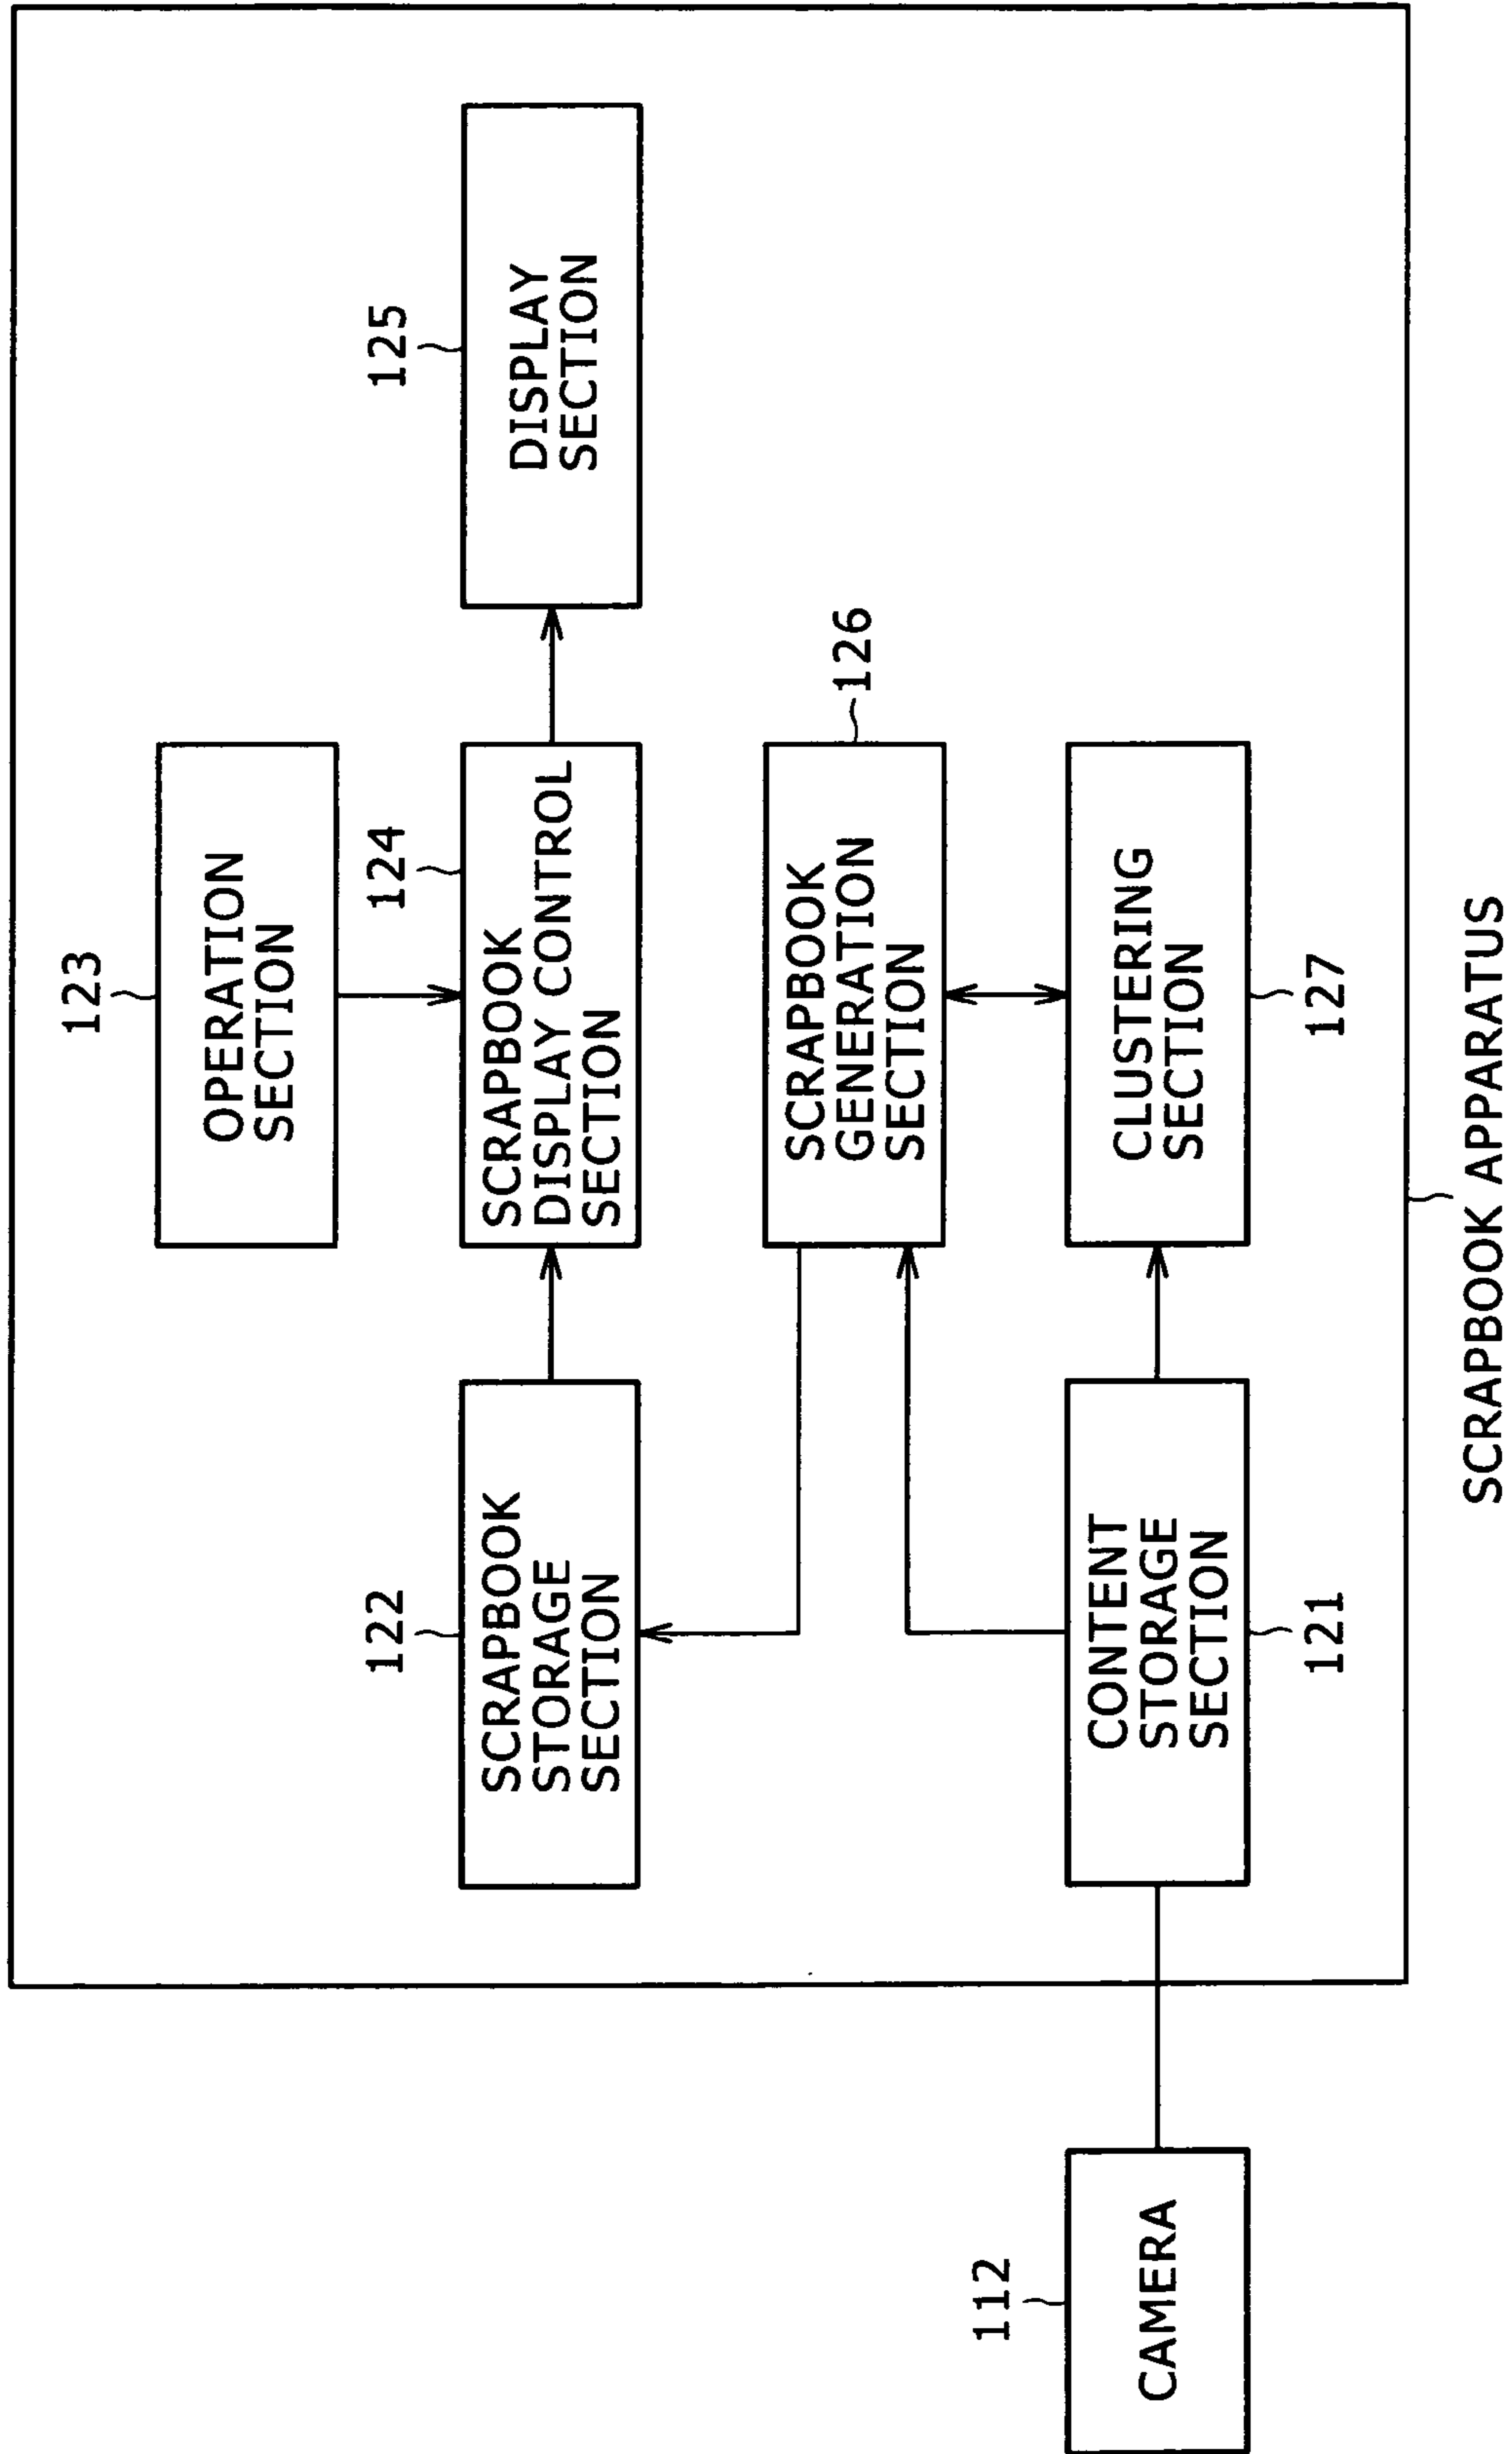 123
OPERATION
SECTION
122
SCRAPBOOK
STORAGE
SECTION
124
SCRAPBOOK
DISPLAY CONTROL
SECTION
125
DISPLAY
SECTION
SCRAPBOOK
GENERATION
SECTION
126
112
CAMERA
CONTENT
STORAGE
SECTION
121
CLUSTERING
SECTION
127
SCRAPBOOK APPARATUS